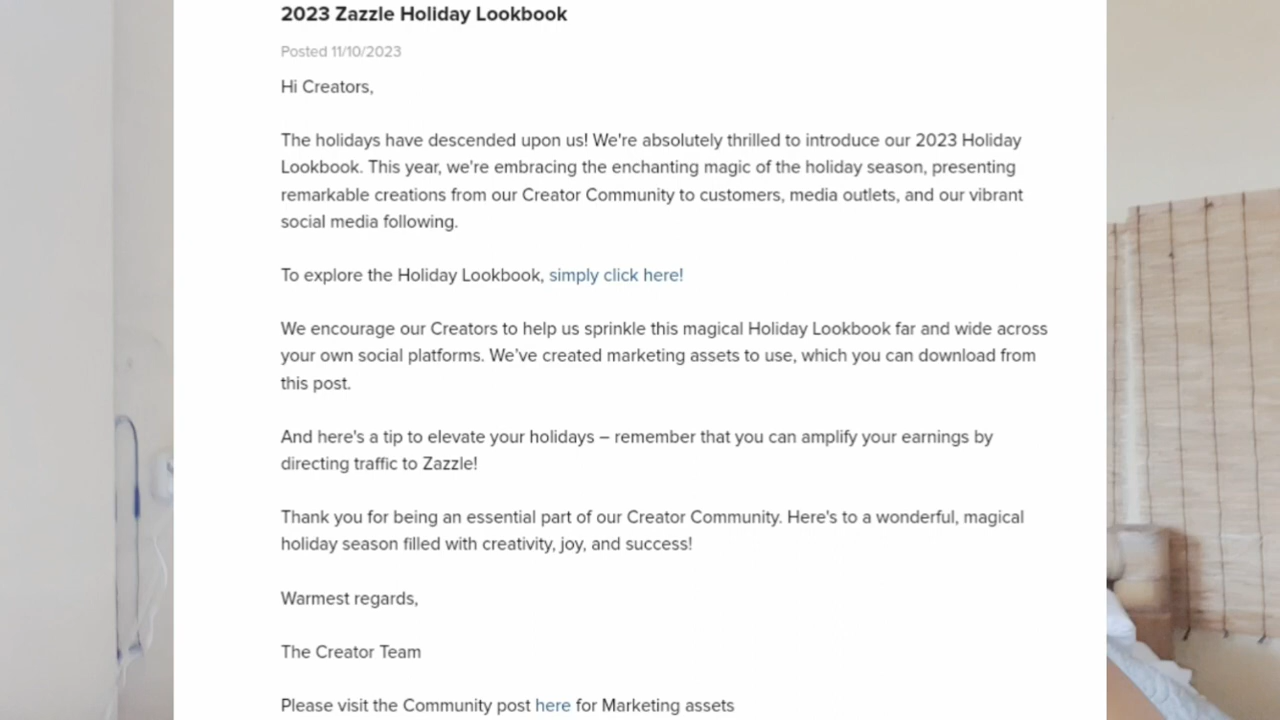 2023 Zazzle Holiday Lookbook
Posted 11/10/2023
Hi Creators,
The holidays have descended upon us! We're absolutely thrilled to introduce our 2023 Holiday
Lookbook. This year, we're embracing the enchanting magic of the holiday season, presenting
remarkable creations from our Creator Community to customers, media outlets, and our vibrant
social media following.
To explore the Holiday Lookbook, simply click here!
We encourage our Creators to help us sprinkle this magical Holiday Lookbook far and wide across
your own social platforms. We've created marketing assets to use, which you can download from
this post.
And here's a tip to elevate your holidays – remember that you can amplify your earnings by
directing traffic to Zazzle!
Thank you for being an essential part of our Creator Community. Here's to a wonderful, magical
holiday season filled with creativity, joy, and success!
Warmest regards,
The Creator Team
Please visit the Community post here for Marketing assets